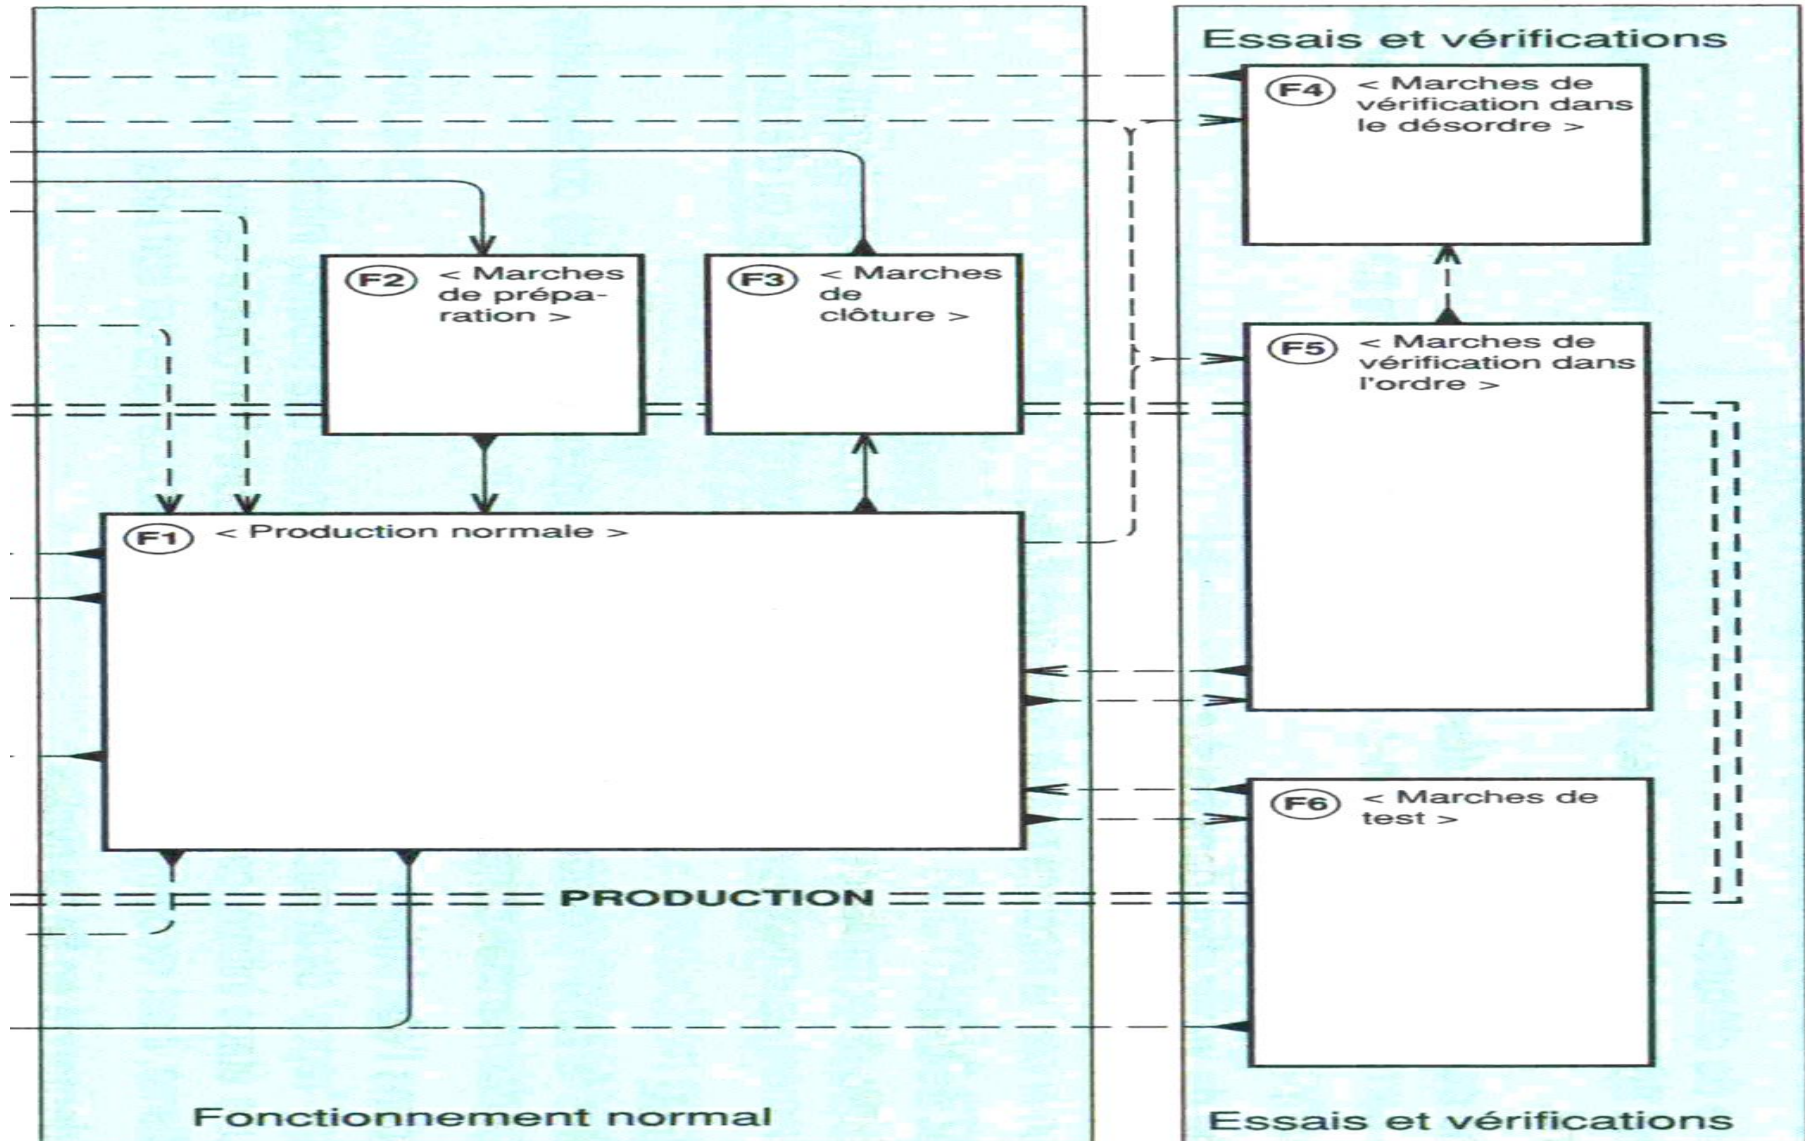 Essais et vérifications
F4 < Marches de
vérification dans
le désordre >
F2 < Marches
de prépa-
ration >
F3 < Marches
de
clôture >
F5 < Marches de
vérification dans
l'ordre >
F1 < Production normale >
F6 < Marches de
test >
PRODUCTION
Fonctionnement normal
Essais et vérifications